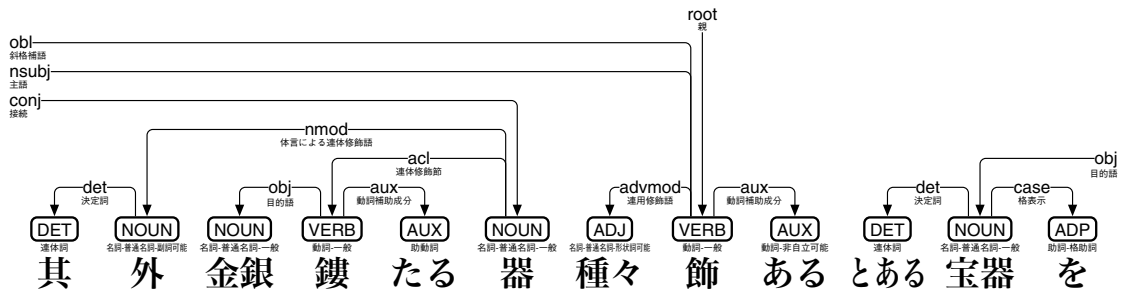 root
親
obl
斜格補語
nsubj
主語
conj
接続
nmod
体言による連体修飾語
acl
連体修飾節
obj
目的語
det
決定詞
obj
目的語
aux
動詞補助成分
advmod
連用修飾語
aux
動詞補助成分
det
決定詞
case
格表示
DET NOUN NOUN VERB AUX NOUN ADJ VERB AUX DET NOUN ADP
連体詞 名詞-普通名詞-副詞可能 名詞-普通名詞-一般 動詞-一般 助動詞 名詞-普通名詞-一般 名詞-普通名詞-形状詞可能 動詞-一般 動詞-非自立可能 連体詞 名詞-普通名詞-一般 助詞-格助詞
其 外 金銀 鏤 たる 器 種々 飾 ある とある 宝器 を